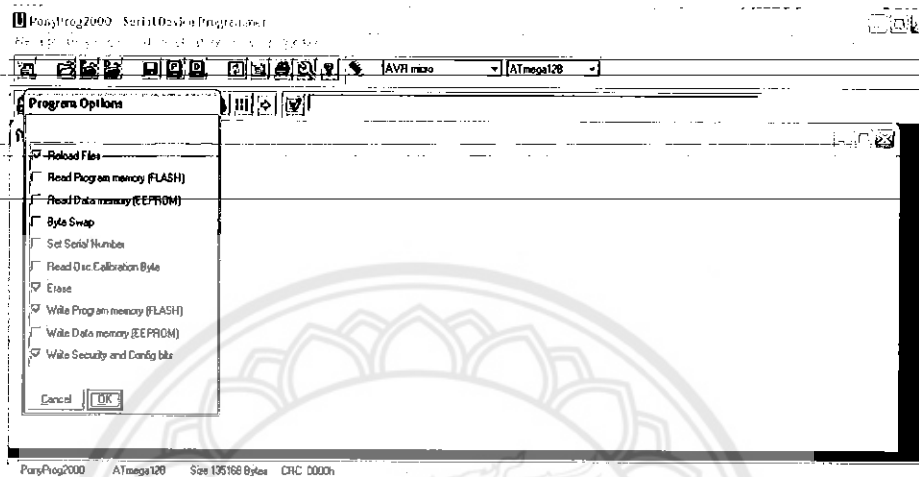 PonyProg2000 - Serial Device Programmer
AVR micro ATmega128
Program Options
Reload Files
Read Program memory (FLASH)
Read Data memory (EEPROM)
Byte Swap
Set Serial Number
Read Osc. Calibration Byte
Erase
Write Program memory (FLASH)
Write Data memory (EEPROM)
Write Security and Config bits
Cancel OK
PonyProg2000 ATmega128 Size 135168 Bytes CRC 0000h